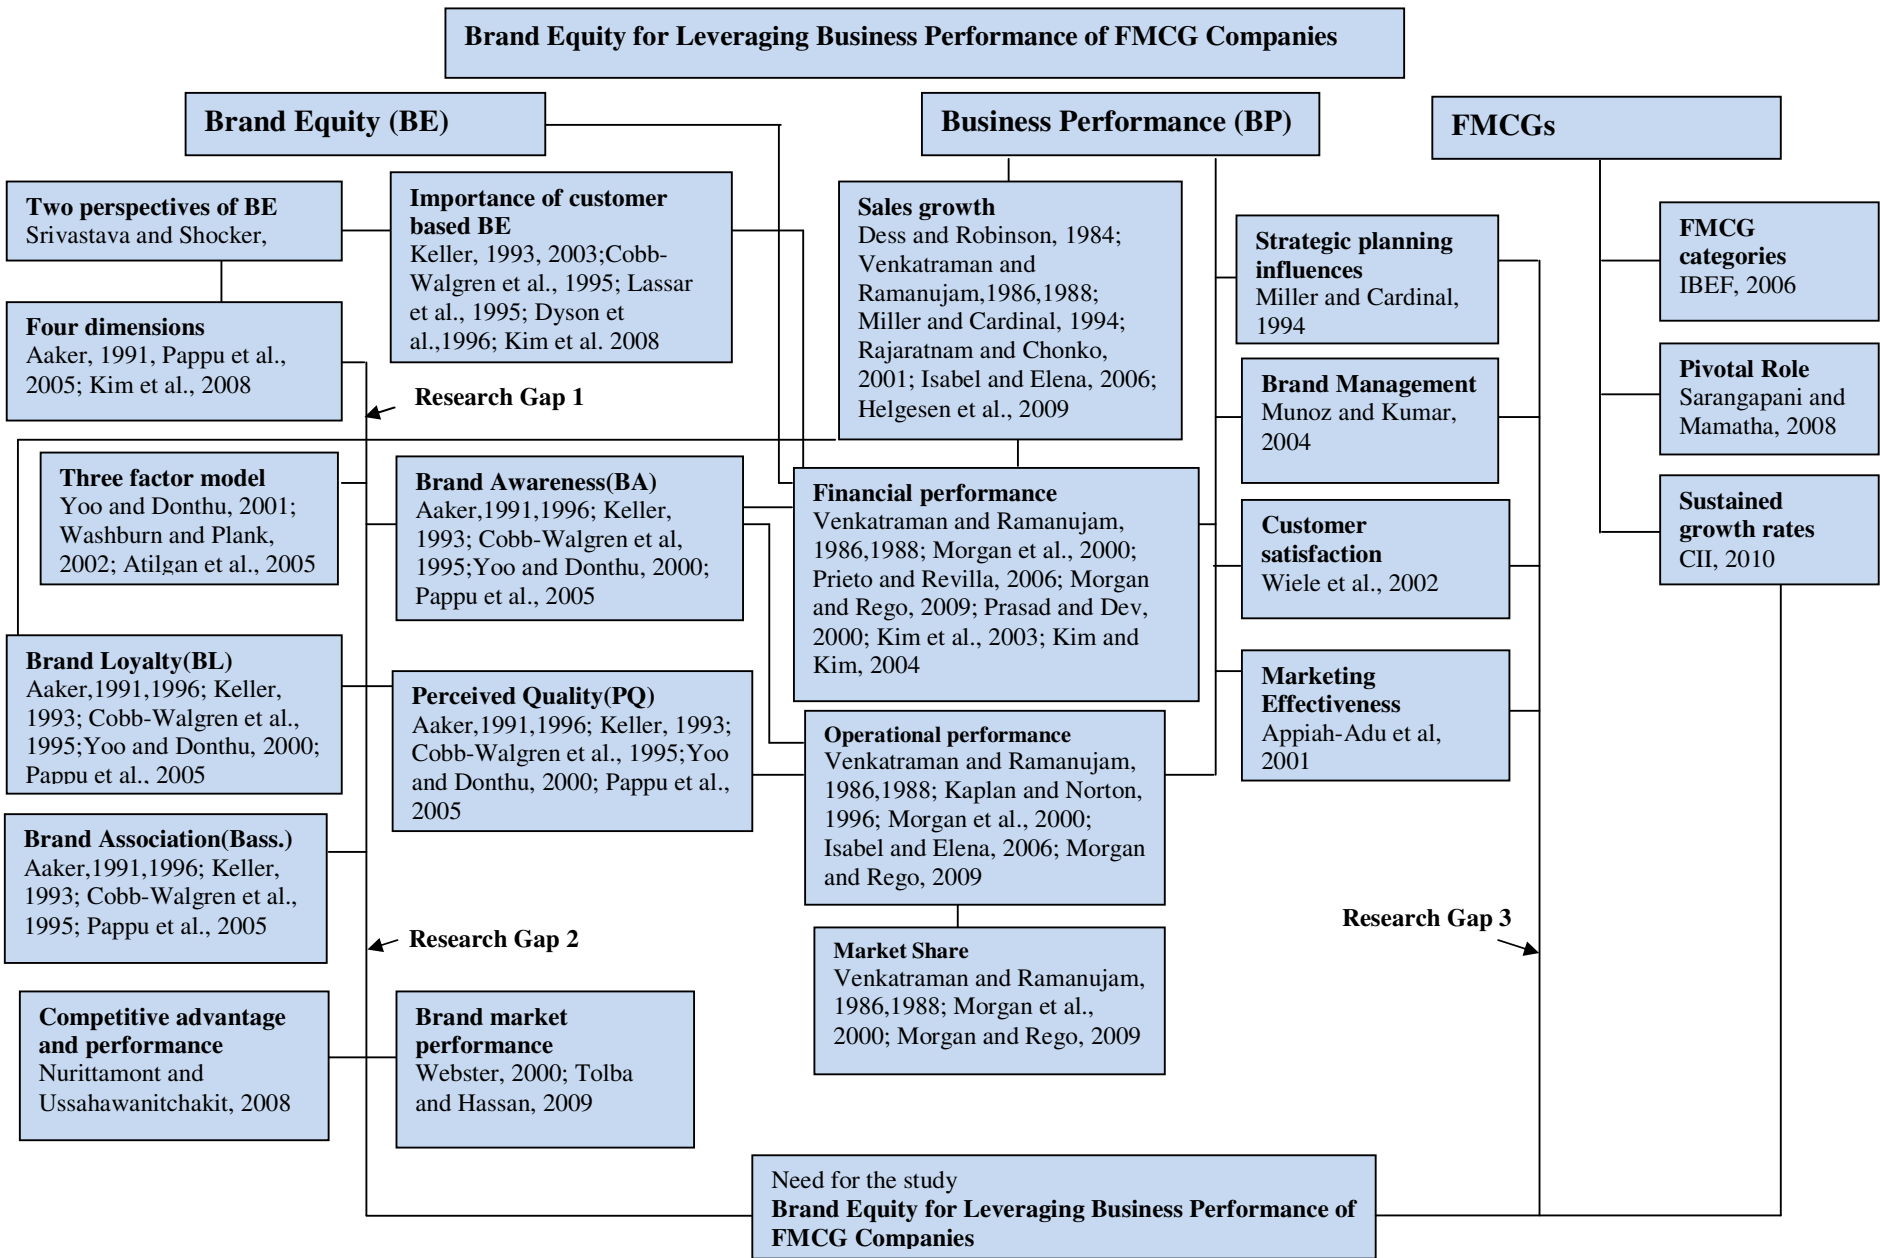 Brand Equity for Leveraging Business Performance of FMCG Companies
Brand Equity (BE)
Business Performance (BP)
FMCGs
Two perspectives of BE
Srivastava and Shocker,
Importance of customer
based BE
Keller, 1993, 2003;Cobb-
Walgren et al., 1995; Lassar
et al., 1995; Dyson et
al.,1996; Kim et al. 2008
Sales growth
Dess and Robinson, 1984;
Venkatraman and
Ramanujam,1986,1988;
Miller and Cardinal, 1994;
Rajaratnam and Chonko,
2001; Isabel and Elena, 2006;
Helgesen et al., 2009
Strategic planning
influences
Miller and Cardinal,
1994
FMCG
categories
IBEF, 2006
Four dimensions
Aaker, 1991, Pappu et al.,
2005; Kim et al., 2008
Research Gap 1
Brand Management
Munoz and Kumar,
2004
Pivotal Role
Sarangapani and
Mamatha, 2008
Three factor model
Yoo and Donthu, 2001;
Washburn and Plank,
2002; Atilgan et al., 2005
Brand Awareness(BA)
Aaker,1991,1996; Keller,
1993; Cobb-Walgren et al,
1995;Yoo and Donthu, 2000;
Pappu et al., 2005
Financial performance
Venkatraman and Ramanujam,
1986,1988; Morgan et al., 2000;
Prieto and Revilla, 2006; Morgan
and Rego, 2009; Prasad and Dev,
2000; Kim et al., 2003; Kim and
Kim, 2004
Customer
satisfaction
Wiele et al., 2002
Sustained
growth rates
CII, 2010
Brand Loyalty(BL)
Aaker,1991,1996; Keller,
1993; Cobb-Walgren et al.,
1995;Yoo and Donthu, 2000;
Pappu et al., 2005
Perceived Quality(PQ)
Aaker,1991,1996; Keller, 1993;
Cobb-Walgren et al., 1995;Yoo
and Donthu, 2000; Pappu et al.,
2005
Operational performance
Venkatraman and Ramanujam,
1986,1988; Kaplan and Norton,
1996; Morgan et al., 2000;
Isabel and Elena, 2006; Morgan
and Rego, 2009
Marketing
Effectiveness
Appiah-Adu et al,
2001
Brand Association(Bass.)
Aaker,1991,1996; Keller,
1993; Cobb-Walgren et al.,
1995; Pappu et al., 2005
Research Gap 2
Market Share
Venkatraman and Ramanujam,
1986,1988; Morgan et al.,
2000; Morgan and Rego, 2009
Research Gap 3
Competitive advantage
and performance
Nurittamont and
Ussahawanitchakit, 2008
Brand market
performance
Webster, 2000; Tolba
and Hassan, 2009
Need for the study
Brand Equity for Leveraging Business Performance of
FMCG Companies